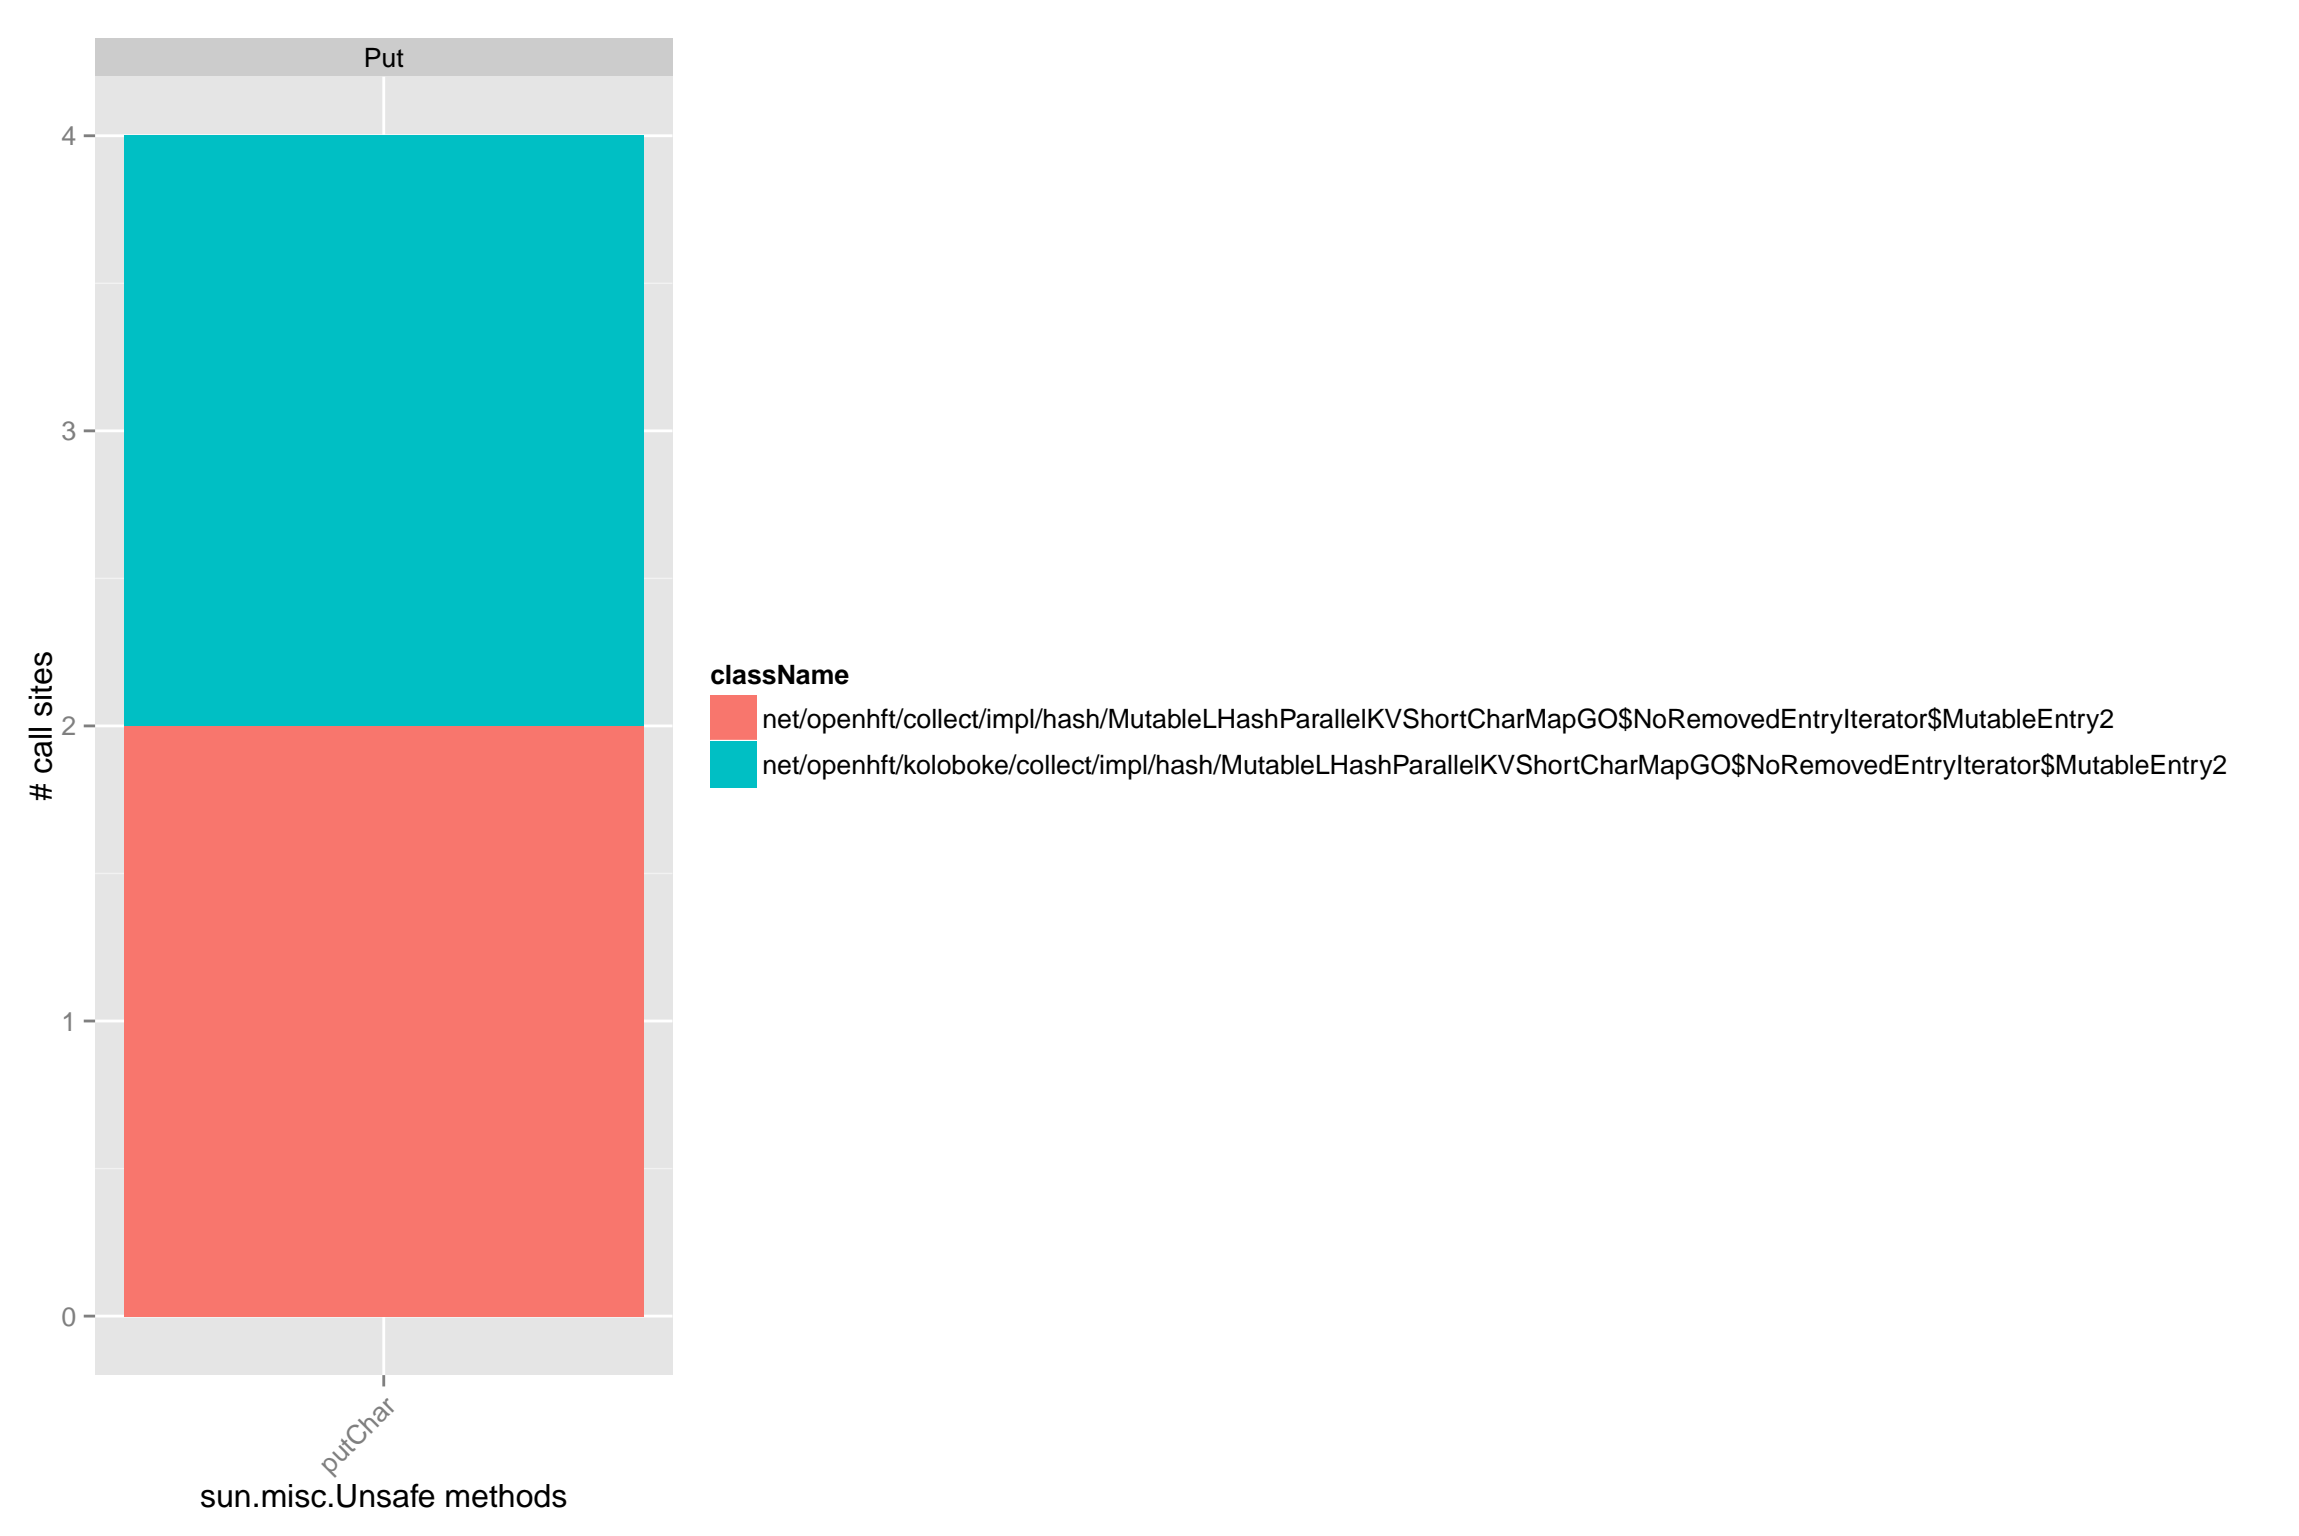 Put
4
3
2
1
0
# call sites
putChar
sun.misc.Unsafe methods
className
net/openhft/collect/impl/hash/MutableLHashParallelKVShortCharMapGO$NoRemovedEntryIterator$MutableEntry2
net/openhft/koloboke/collect/impl/hash/MutableLHashParallelKVShortCharMapGO$NoRemovedEntryIterator$MutableEntry2